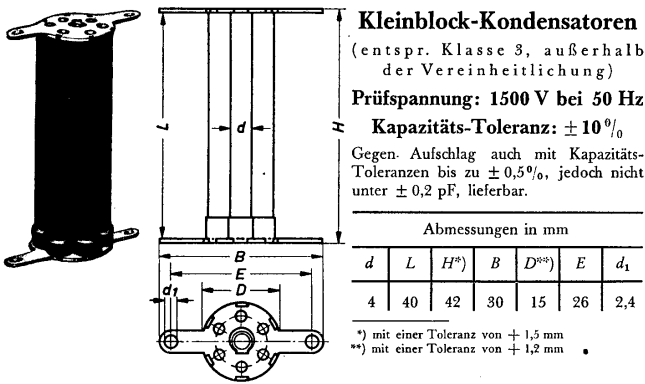 Kleinblock-Kondensatoren
(entspr. Klasse 3, außerhalb
der Vereinheitlichung)
Prüfspannung: 1500 V bei 50 Hz
Kapazitäts-Toleranz: ± 10 %
Gegen Aufschlag auch mit Kapazitäts-
Toleranzen bis zu ± 0,5%, jedoch nicht
unter ± 0,2 pF, lieferbar.
Abmessungen in mm
d L H*) B D**) E d₁
4 40 42 30 15 26 2,4
*) mit einer Toleranz von + 1,5 mm
**) mit einer Toleranz von + 1,2 mm
L
d
H
B
E
d1
D